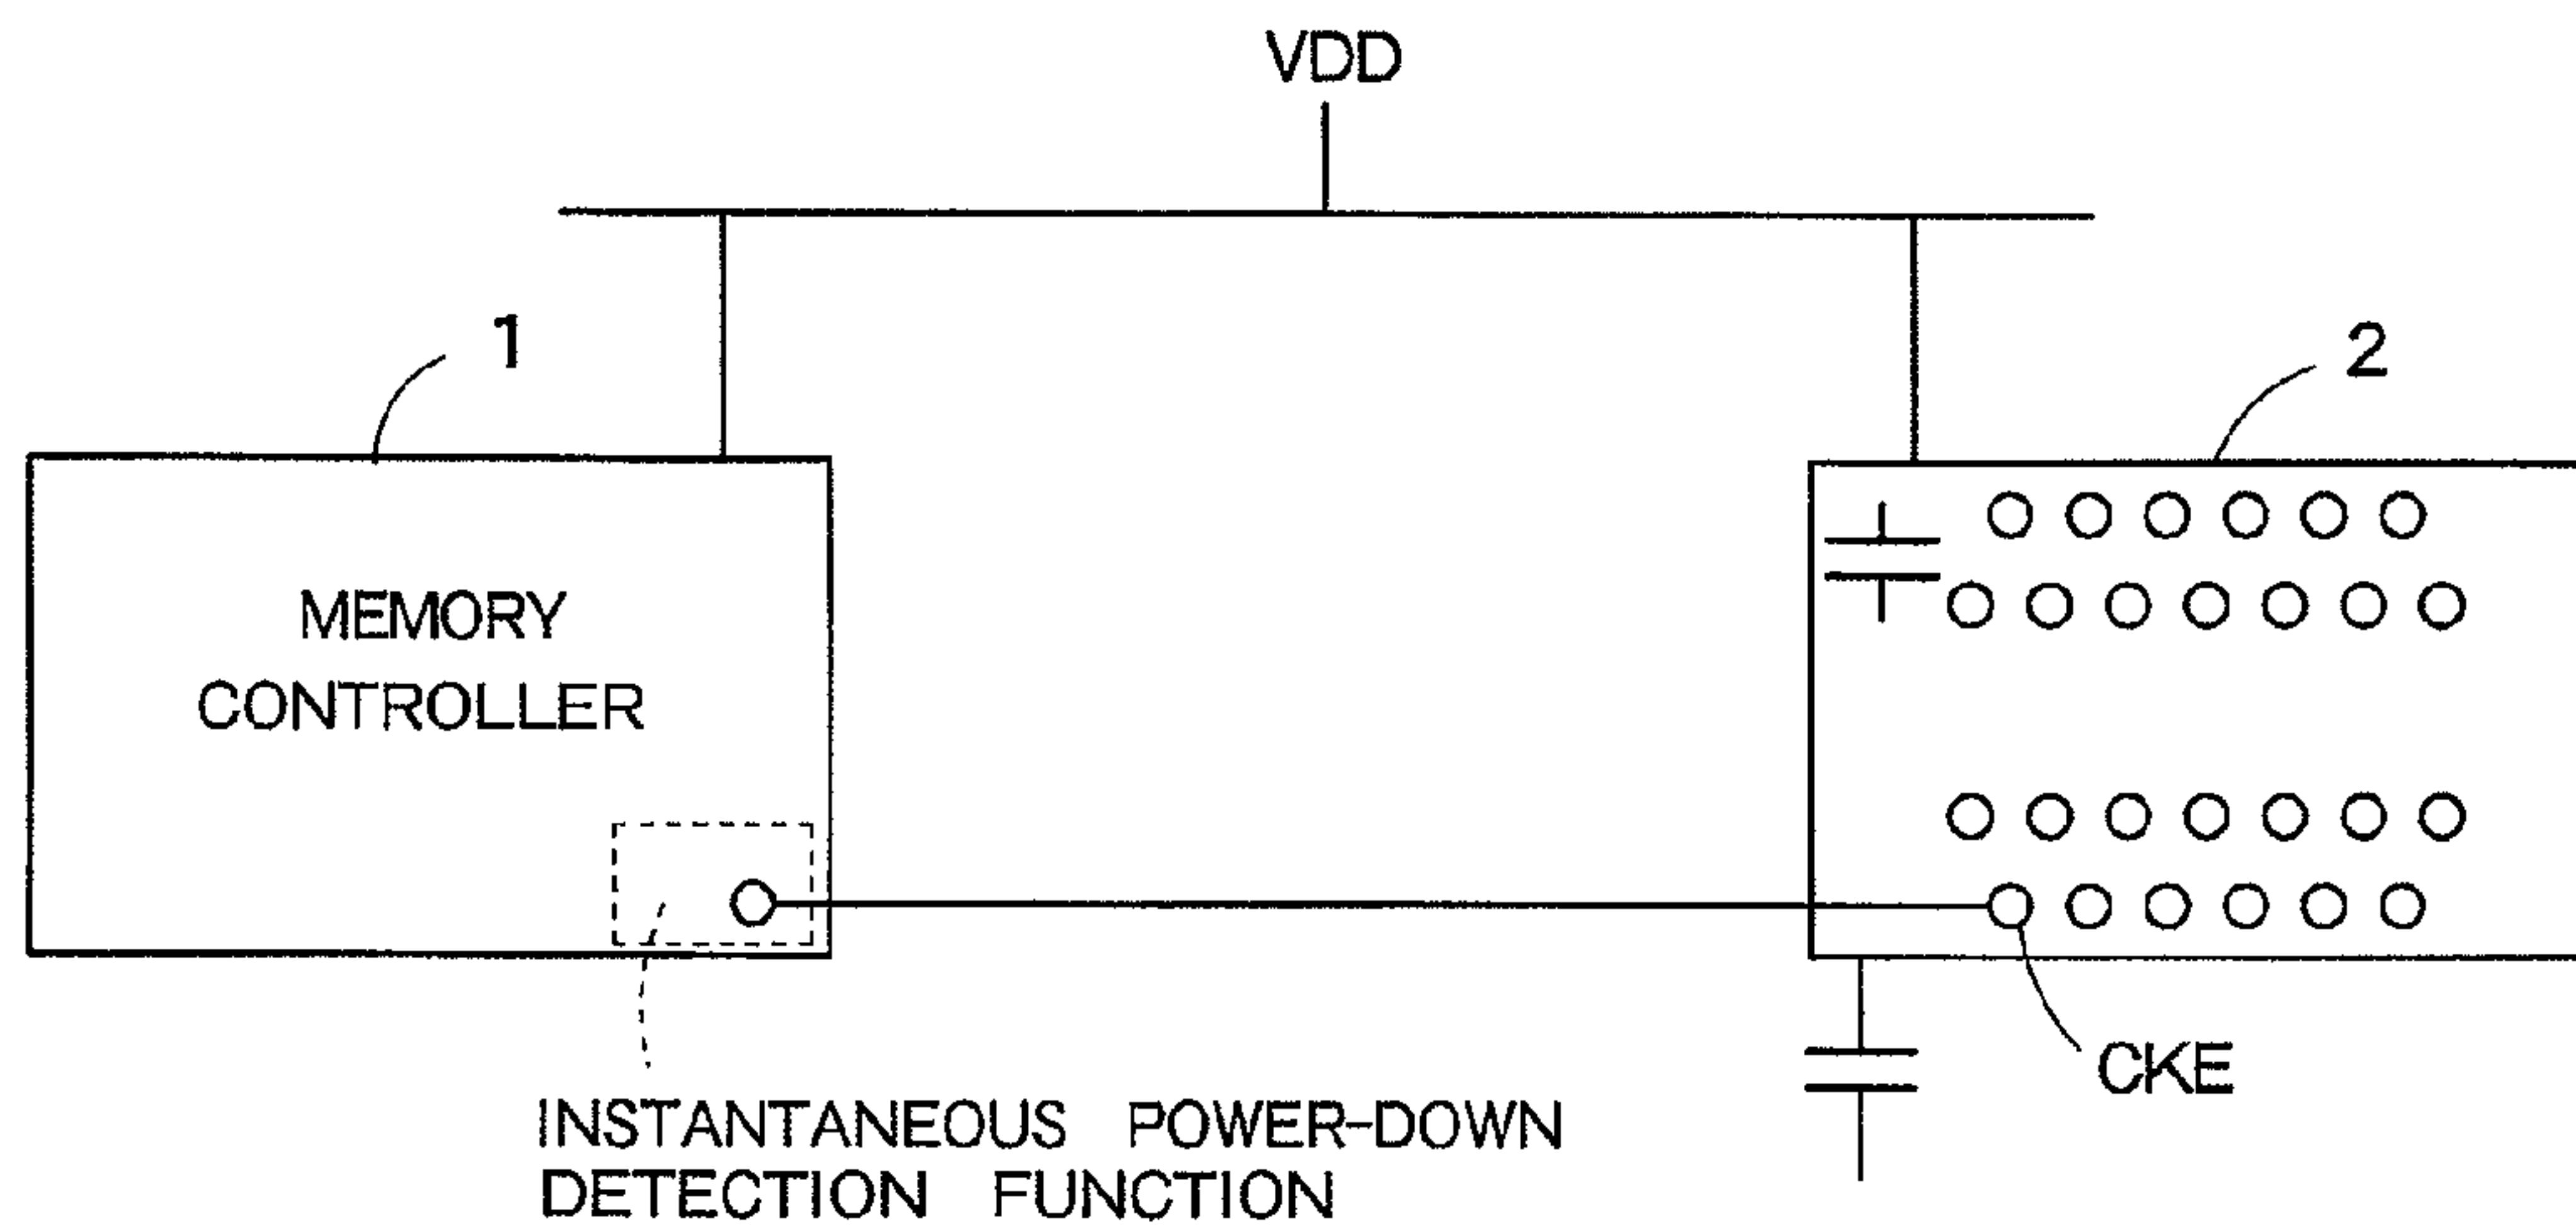 VDD
1
2
MEMORY
CONTROLLER
CKE
INSTANTANEOUS POWER-DOWN
DETECTION FUNCTION